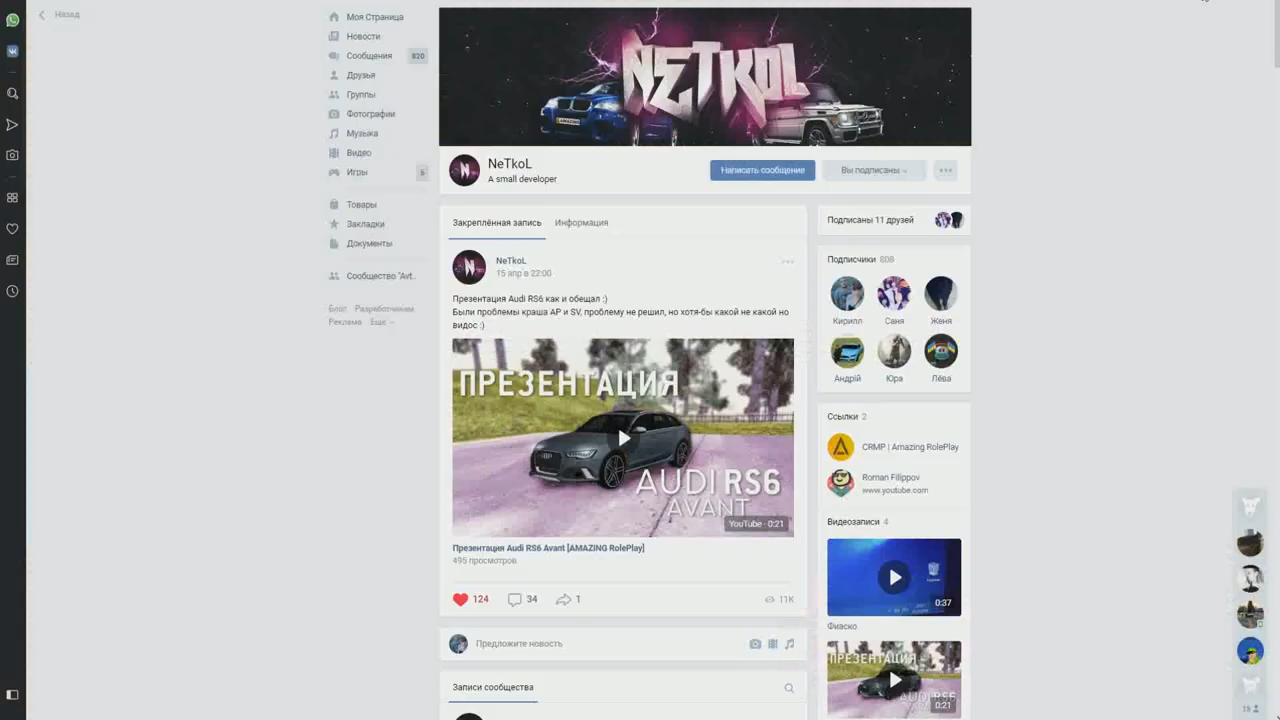 Назад
Моя Страница
Новости
Сообщения 820
Друзья
Группы
Фотографии
Музыка
Видео
Игры 5
Товары
Закладки
Документы
Сообщество "Avt..
Блог Разработчикам
Реклама Ещё
NETKOL
AMAZING
NeTkoL
A small developer
Написать сообщение
Вы подписаны
Закреплённая запись
Информация
NeTkoL
15 апр в 22:00
Презентация Audi RS6 как и обещал :)
Были проблемы краша AP и SV, проблему не решил, но хотя-бы какой не какой но
видос :)
ПРЕЗЕНТАЦИЯ
AUDI RS6
AVANT
YouTube · 0:21
Презентация Audi RS6 Avant [AMAZING RolePlay]
495 просмотров
124
34
1
11K
Предложите новость
Записи сообщества
Подписаны 11 друзей
Подписчики 808
Кирилл
Саня
Женя
Андрій
Юра
Лёва
Ссылки 2
CRMP | Amazing RolePlay
Roman Filippov
www.youtube.com
Видеозаписи 4
0:37
Фиаско
ПРЕЗЕНТАЦИЯ
AUDI RS6
0:21